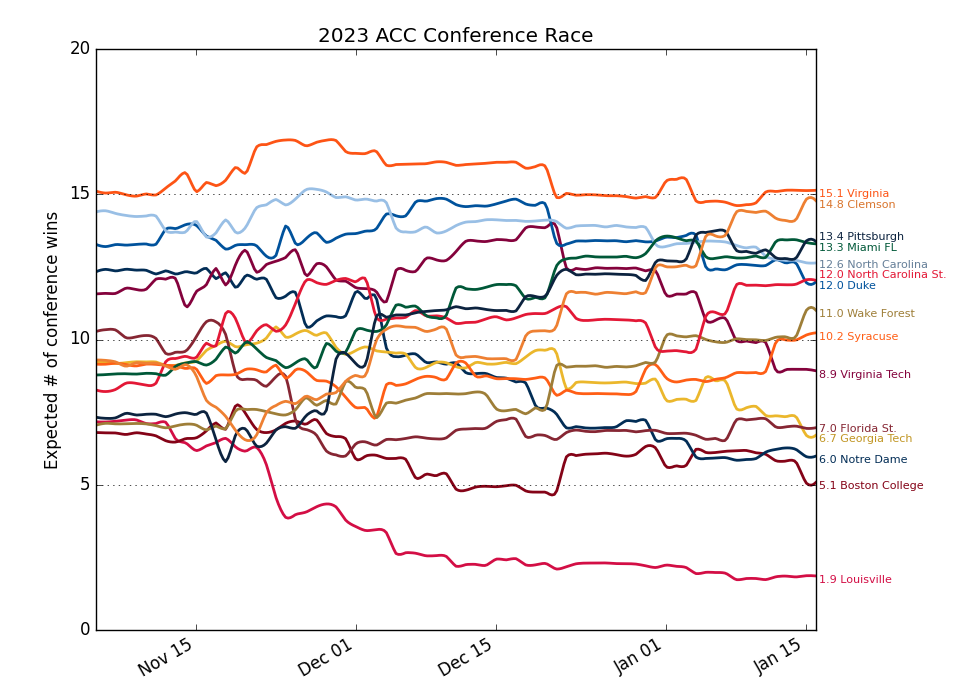 2023 ACC Conference Race
Expected # of conference wins
20
15
10
5
0
15.1 Virginia
14.8 Clemson
13.4 Pittsburgh
13.3 Miami FL
12.6 North Carolina
12.0 North Carolina St.
12.0 Duke
11.0 Wake Forest
10.2 Syracuse
8.9 Virginia Tech
7.0 Florida St.
6.7 Georgia Tech
6.0 Notre Dame
5.1 Boston College
1.9 Louisville
Nov 15
Dec 01
Dec 15
Jan 01
Jan 15